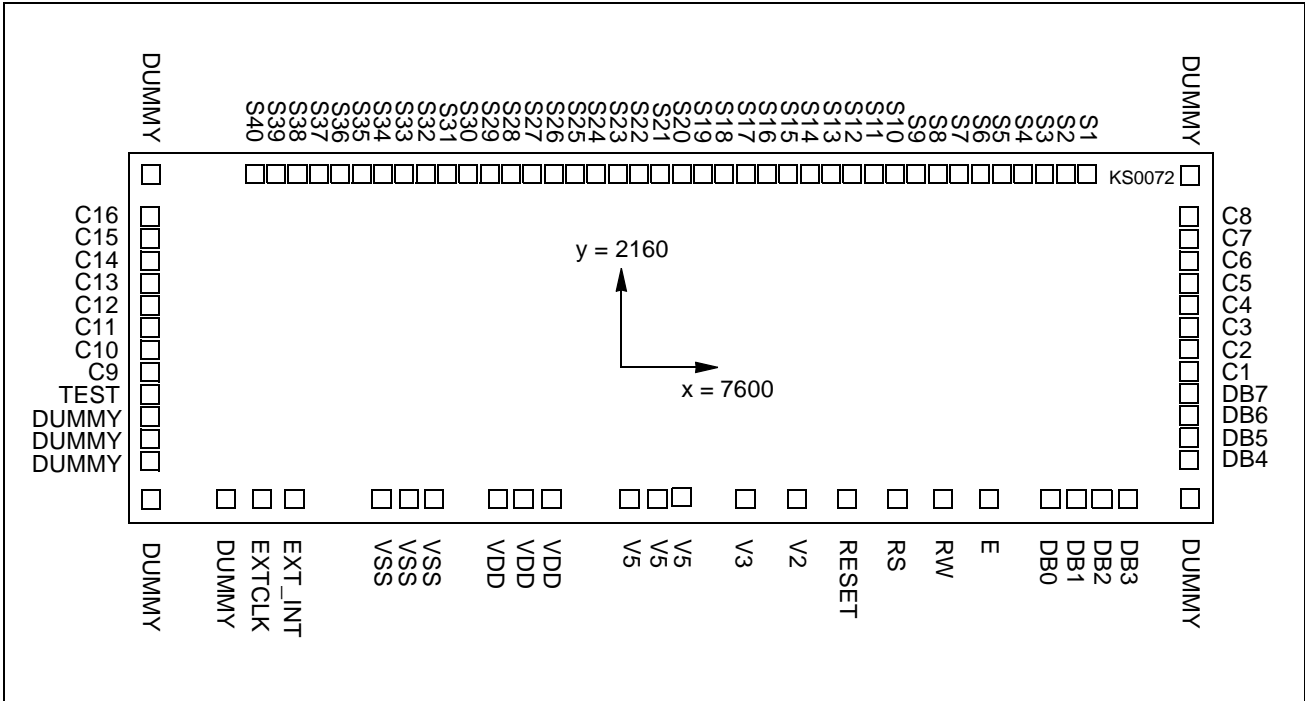 DUMMY
S40
S39
S38
S37
S36
S35
S34
S33
S32
S31
S30
S29
S28
S27
S26
S25
S24
S23
S22
S21
S20
S19
S18
S17
S16
S15
S14
S13
S12
S11
S10
S9
S8
S7
S6
S5
S4
S3
S2
S1
DUMMY
KS0072
C16
C15
C14
C13
C12
C11
C10
C9
TEST
DUMMY
DUMMY
DUMMY
y = 2160
x = 7600
C8
C7
C6
C5
C4
C3
C2
C1
DB7
DB6
DB5
DB4
DUMMY
DUMMY
EXTCLK
EXT_INT
VSS
VSS
VSS
VDD
VDD
VDD
V5
V5
V5
V3
V2
RESET
RS
RW
E
DB0
DB1
DB2
DB3
DUMMY